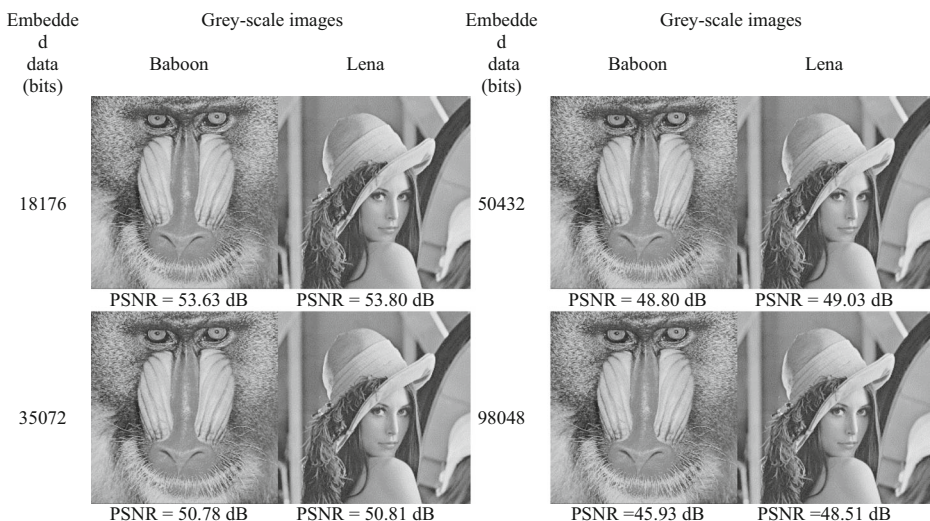 Embedde
d
data
(bits)
Grey-scale images
Baboon Lena
Embedde
d
data
(bits)
Grey-scale images
Baboon Lena
18176
50432
PSNR = 53.63 dB PSNR = 53.80 dB
PSNR = 48.80 dB PSNR = 49.03 dB
35072
98048
PSNR = 50.78 dB PSNR = 50.81 dB
PSNR =45.93 dB PSNR =48.51 dB